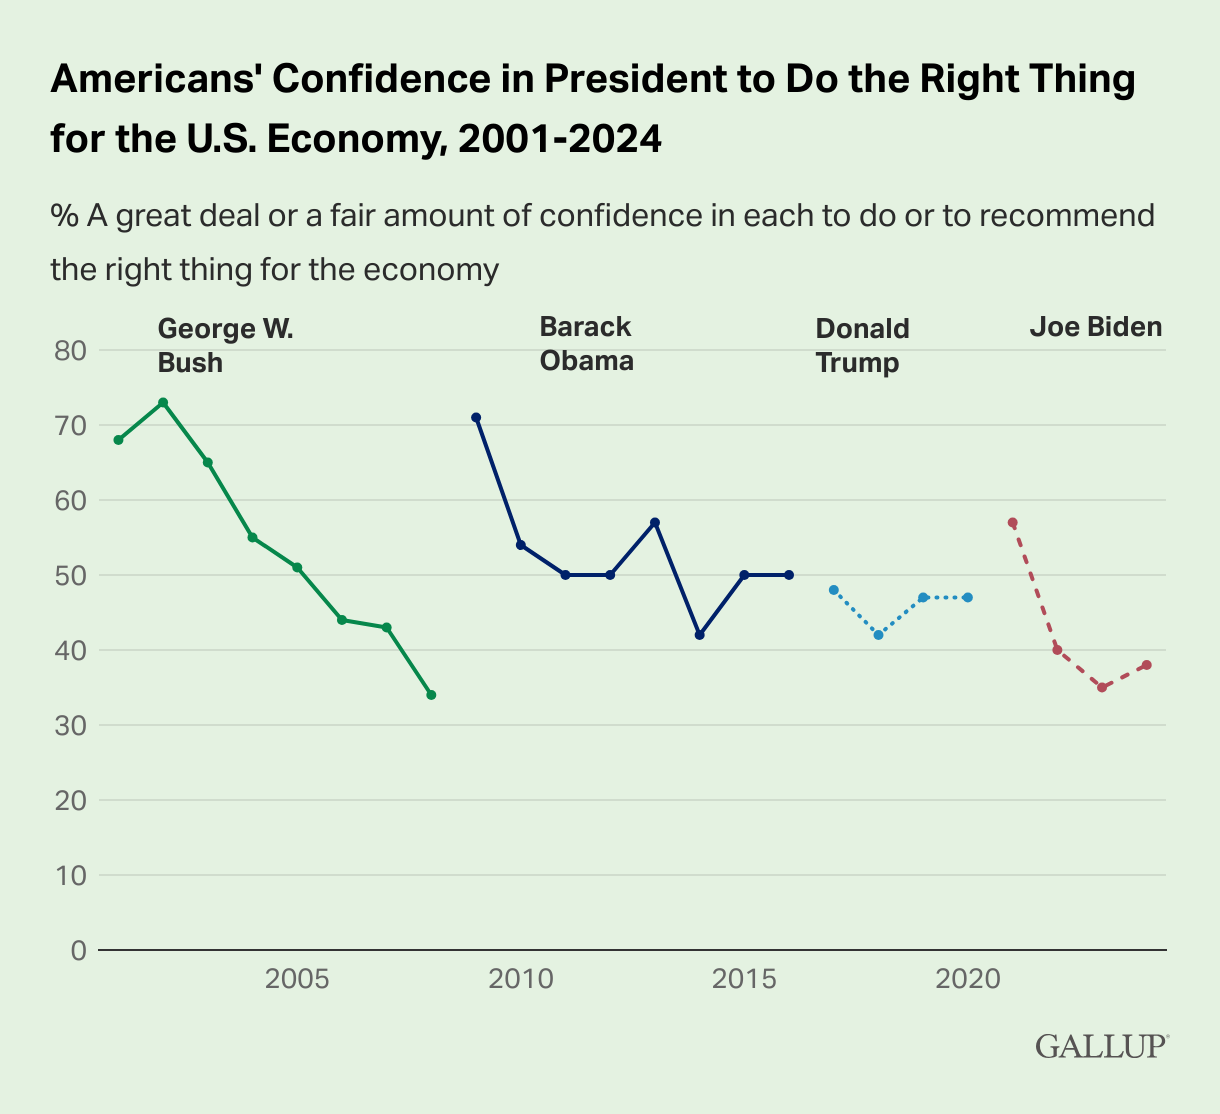 Americans' Confidence in President to Do the Right Thing
for the U.S. Economy, 2001-2024
% A great deal or a fair amount of confidence in each to do or to recommend
the right thing for the economy
George W.
Bush
Barack
Obama
Donald
Trump
Joe Biden
80
70
60
50
40
30
20
10
0
2005 2010 2015 2020
GALLUP®